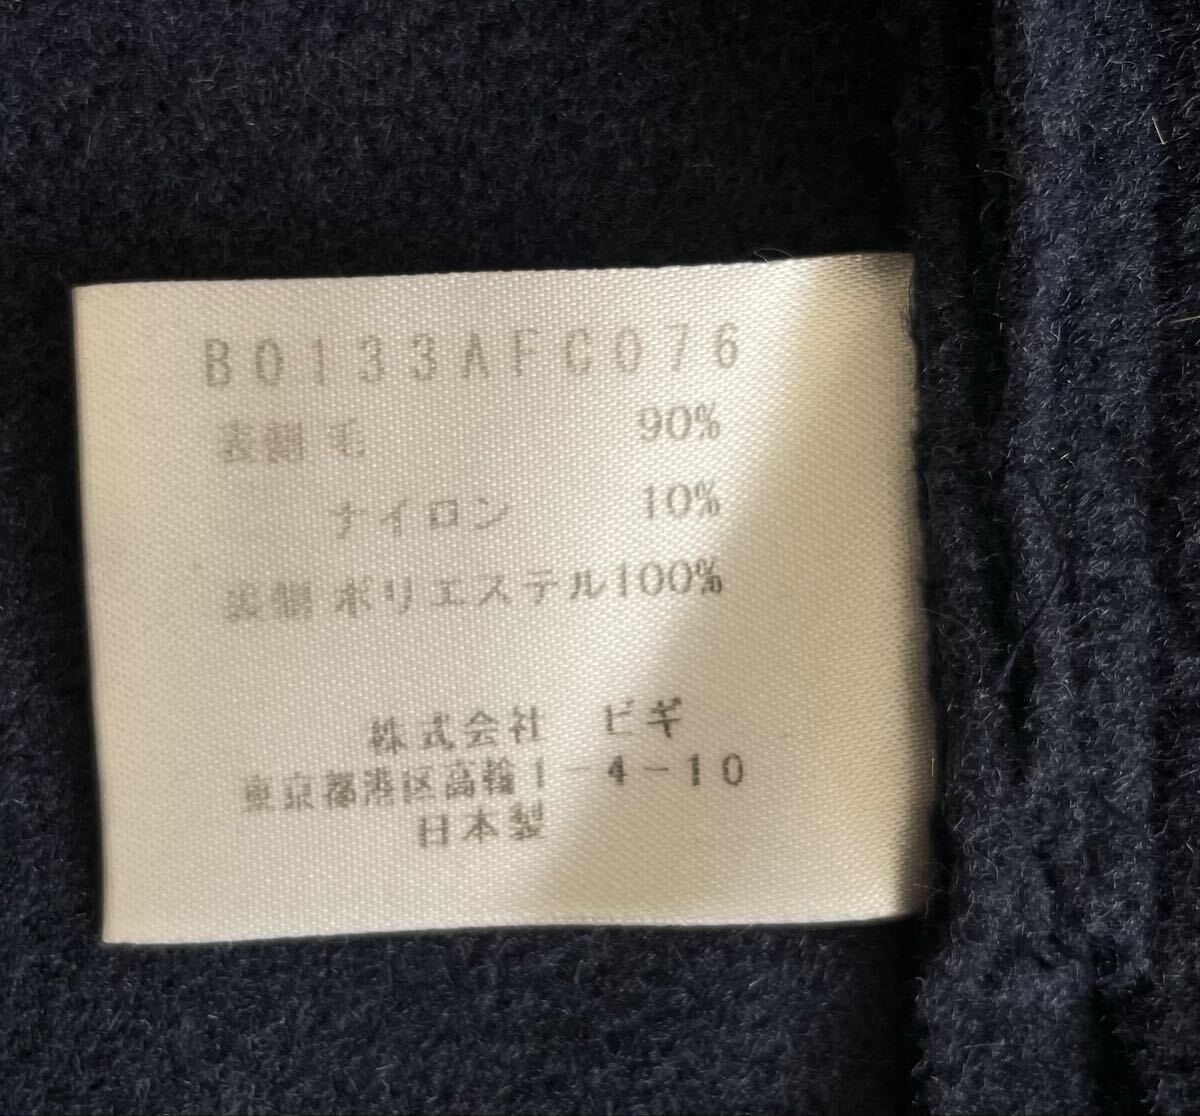 B0133AFC076
表側 毛 90%
ナイロン 10%
裏側 ポリエステル100%
株式会社 ビギ
東京都港区高輪1-4-10
日本製